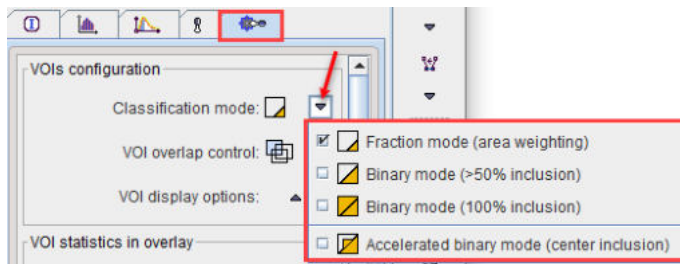 VOIs configuration
Classification mode:
Fraction mode (area weighting)
VOI overlap control:
Binary mode (>50% inclusion)
VOI display options:
Binary mode (100% inclusion)
VOI statistics in overlay
Accelerated binary mode (center inclusion)